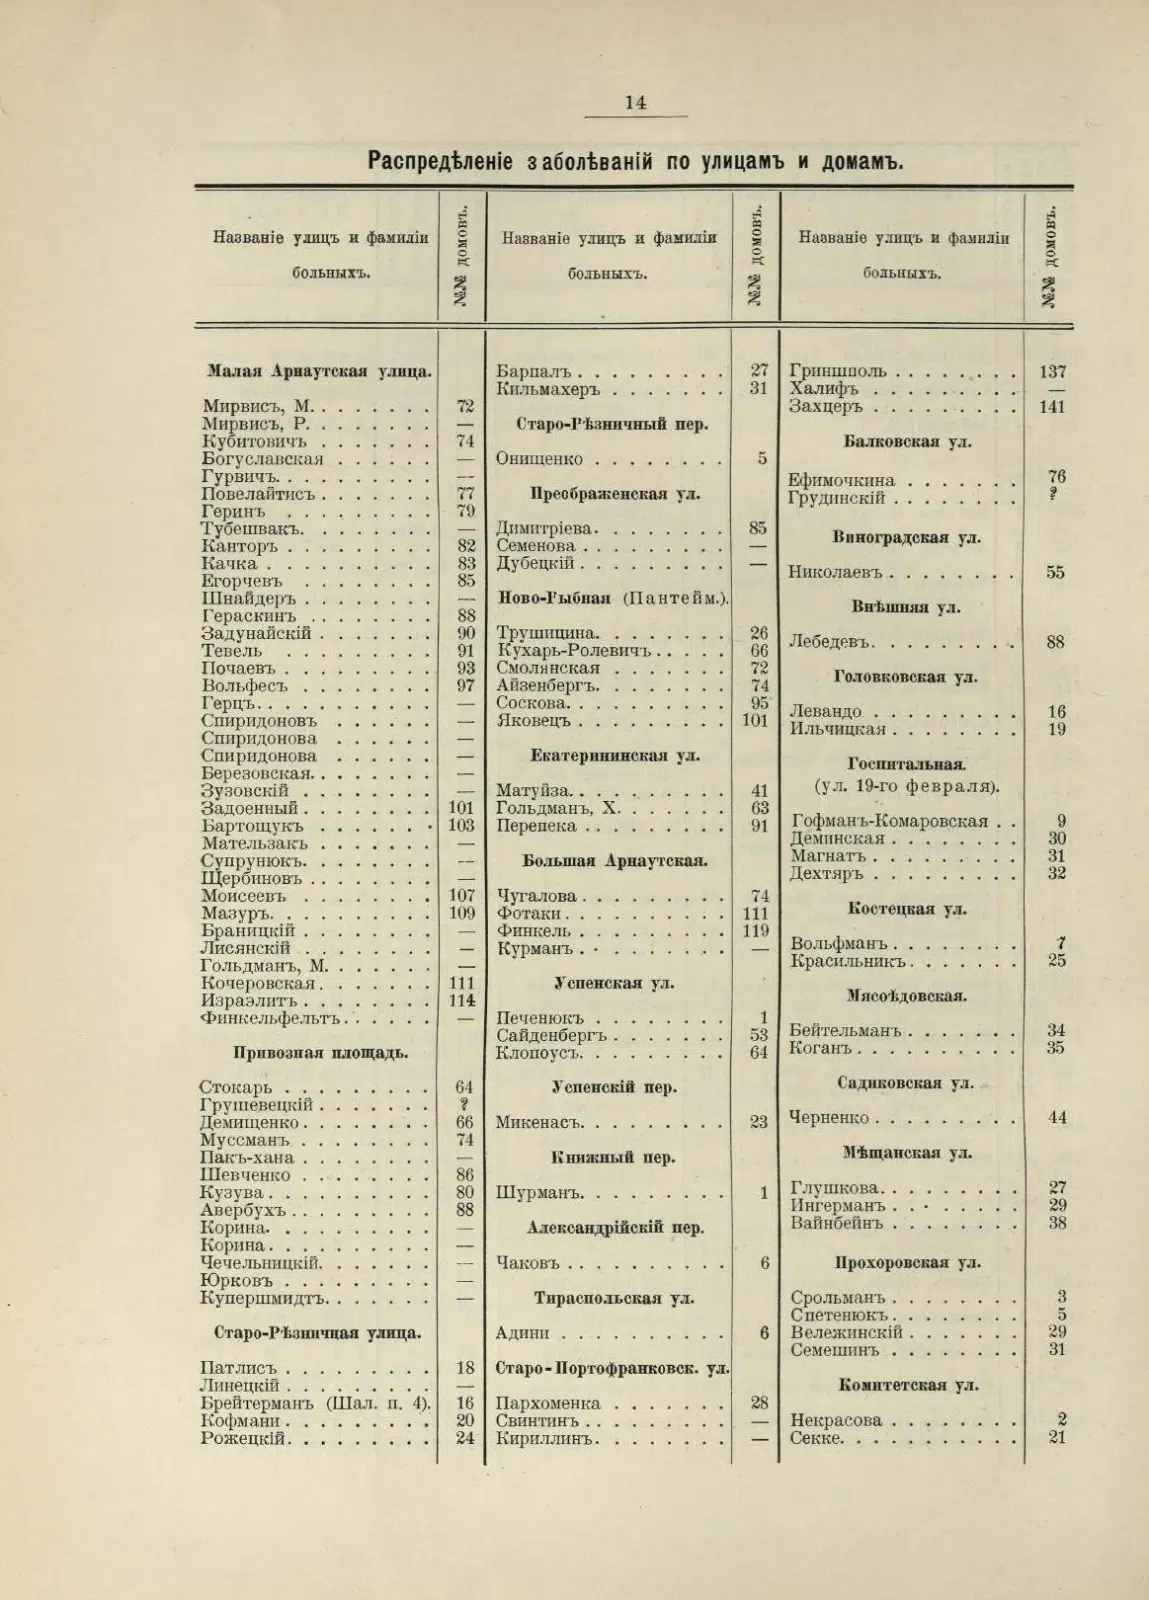 14
Распредѣленіе заболѣваній по улицамъ и домамъ.
Названіе улицъ и фамиліи
больныхъ.
№№ домовъ.
Малая Арнаутская улица.
Мирвисъ, М. . . . . . . . 72
Мирвисъ, Р. . . . . . . . —
Кубитовичъ . . . . . . 74
Богуславская . . . . . . —
Гурвичъ. . . . . . . . . —
Повелайтисъ . . . . . . . 77
Геринъ . . . . . . . . . 79
Тубешвакъ. . . . . . . . —
Канторъ . . . . . . . . . 82
Качка . . . . . . . . . . 83
Егорчевъ . . . . . . . . 85
Шнайдеръ . . . . . . . . —
Гераскинъ . . . . . . . . 88
Задунайскій . . . . . . . 90
Тевель . . . . . . . . . 91
Почаевъ . . . . . . . . . 93
Вольфесъ . . . . . . . . 97
Герцъ. . . . . . . . . . —
Спиридоновъ . . . . . . —
Спиридонова . . . . . . —
Спиридонова . . . . . . —
Березовская. . . . . . . . —
Зузовскій . . . . . . . . —
Задоенный . . . . . . . . 101
Бартощукъ . . . . . . . 103
Мательзакъ . . . . . . . —
Супрунюкъ. . . . . . . . —
Щербиновъ . . . . . . . . —
Моисеевъ . . . . . . . . 107
Мазуръ. . . . . . . . . . 109
Браницкій . . . . . . . . —
Лисянскій . . . . . . . . —
Гольдманъ, М. . . . . . . —
Кочеровская . . . . . . . 111
Израэлитъ . . . . . . . . 114
Финкельфельтъ . . . . . . —
Привозная площадь.
Стокарь . . . . . . . . . 64
Грушевецкій . . . . . . . ?
Демищенко . . . . . . . . 66
Муссманъ . . . . . . . . 74
Пакъ-хана . . . . . . . . —
Шевченко . . . . . . . . 86
Кузува . . . . . . . . . . 80
Авербухъ . . . . . . . . . 88
Корина. . . . . . . . . . —
Корина . . . . . . . . . . —
Чечельницкій. . . . . . . —
Юрковъ . . . . . . . . . —
Купершмидтъ. . . . . . . —
Старо-Рѣзничная улица.
Патлисъ . . . . . . . . . 18
Линецкій . . . . . . . . . —
Брейтерманъ (Шал. п. 4). 16
Кофмани . . . . . . . . . 20
Рожецкій. . . . . . . . . 24
Названіе улицъ и фамиліи
больныхъ.
№№ домовъ.
Барпалъ . . . . . . . . . 27
Кильмахеръ . . . . . . . 31
Старо-Рѣзничный пер.
Онищенко . . . . . . . . 5
Преображенская ул.
Димитріева. . . . . . . . 85
Семенова . . . . . . . . . —
Дубецкій . . . . . . . . . —
Ново-Рыбная (Пантейм.).
Трушицина. . . . . . . . 26
Кухарь-Ролевичъ . . . . . 66
Смолянская . . . . . . . 72
Айзенбергъ. . . . . . . . 74
Соскова. . . . . . . . . . 95
Яковецъ . . . . . . . . . 101
Екатерининская ул.
Матуйза. . . . . . . . . . 41
Гольдманъ, Х. . . . . . . 63
Перепека . . . . . . . . . 91
Большая Арнаутская.
Чугалова . . . . . . . . . 74
Фотаки . . . . . . . . . . 111
Финкель . . . . . . . . . 119
Курманъ . . . . . . . . . —
Успенская ул.
Печенюкъ . . . . . . . . 1
Сайденбергъ . . . . . . . 53
Клопоусъ. . . . . . . . . 64
Успенскій пер.
Микенасъ. . . . . . . . . 23
Книжный пер.
Шурманъ. . . . . . . . . 1
Александрійскій пер.
Чаковъ . . . . . . . . . . 6
Тираспольская ул.
Адини . . . . . . . . . . 6
Старо-Портофранковск. ул.
Пархоменка . . . . . . . 28
Свинтинъ . . . . . . . . . —
Кириллинъ. . . . . . . . —
Названіе улицъ и фамиліи
больныхъ.
№№ домовъ.
Гриншполь . . . . . . . . 137
Халифъ . . . . . . . . . —
Захцеръ . . . . . . . . . 141
Балковская ул.
Ефимочкина . . . . . . . 76
Грудинскій . . . . . . . . ?
Виноградская ул.
Николаевъ . . . . . . . . 55
Внѣшняя ул.
Лебедевъ. . . . . . . . . 88
Головковская ул.
Левандо . . . . . . . . . 16
Ильчицкая . . . . . . . . 19
Госпитальная.
(ул. 19-го февраля).
Гофманъ-Комаровская . . 9
Деминская . . . . . . . . 30
Магнатъ . . . . . . . . . 31
Дехтяръ . . . . . . . . . 32
Костецкая ул.
Вольфманъ . . . . . . . . 7
Красильникъ . . . . . . . 25
Мясоѣдовская.
Бейтельманъ . . . . . . . 34
Коганъ . . . . . . . . . . 35
Садиковская ул.
Черненко . . . . . . . . . 44
Мѣщанская ул.
Глушкова. . . . . . . . . 27
Ингерманъ . . . . . . . . 29
Вайнбейнъ . . . . . . . . 38
Прохоровская ул.
Срольманъ . . . . . . . . 3
Спетенюкъ . . . . . . . . 5
Вележинскій . . . . . . . 29
Семешинъ . . . . . . . . 31
Комитетская ул.
Некрасова . . . . . . . . 2
Секке. . . . . . . . . . . 21